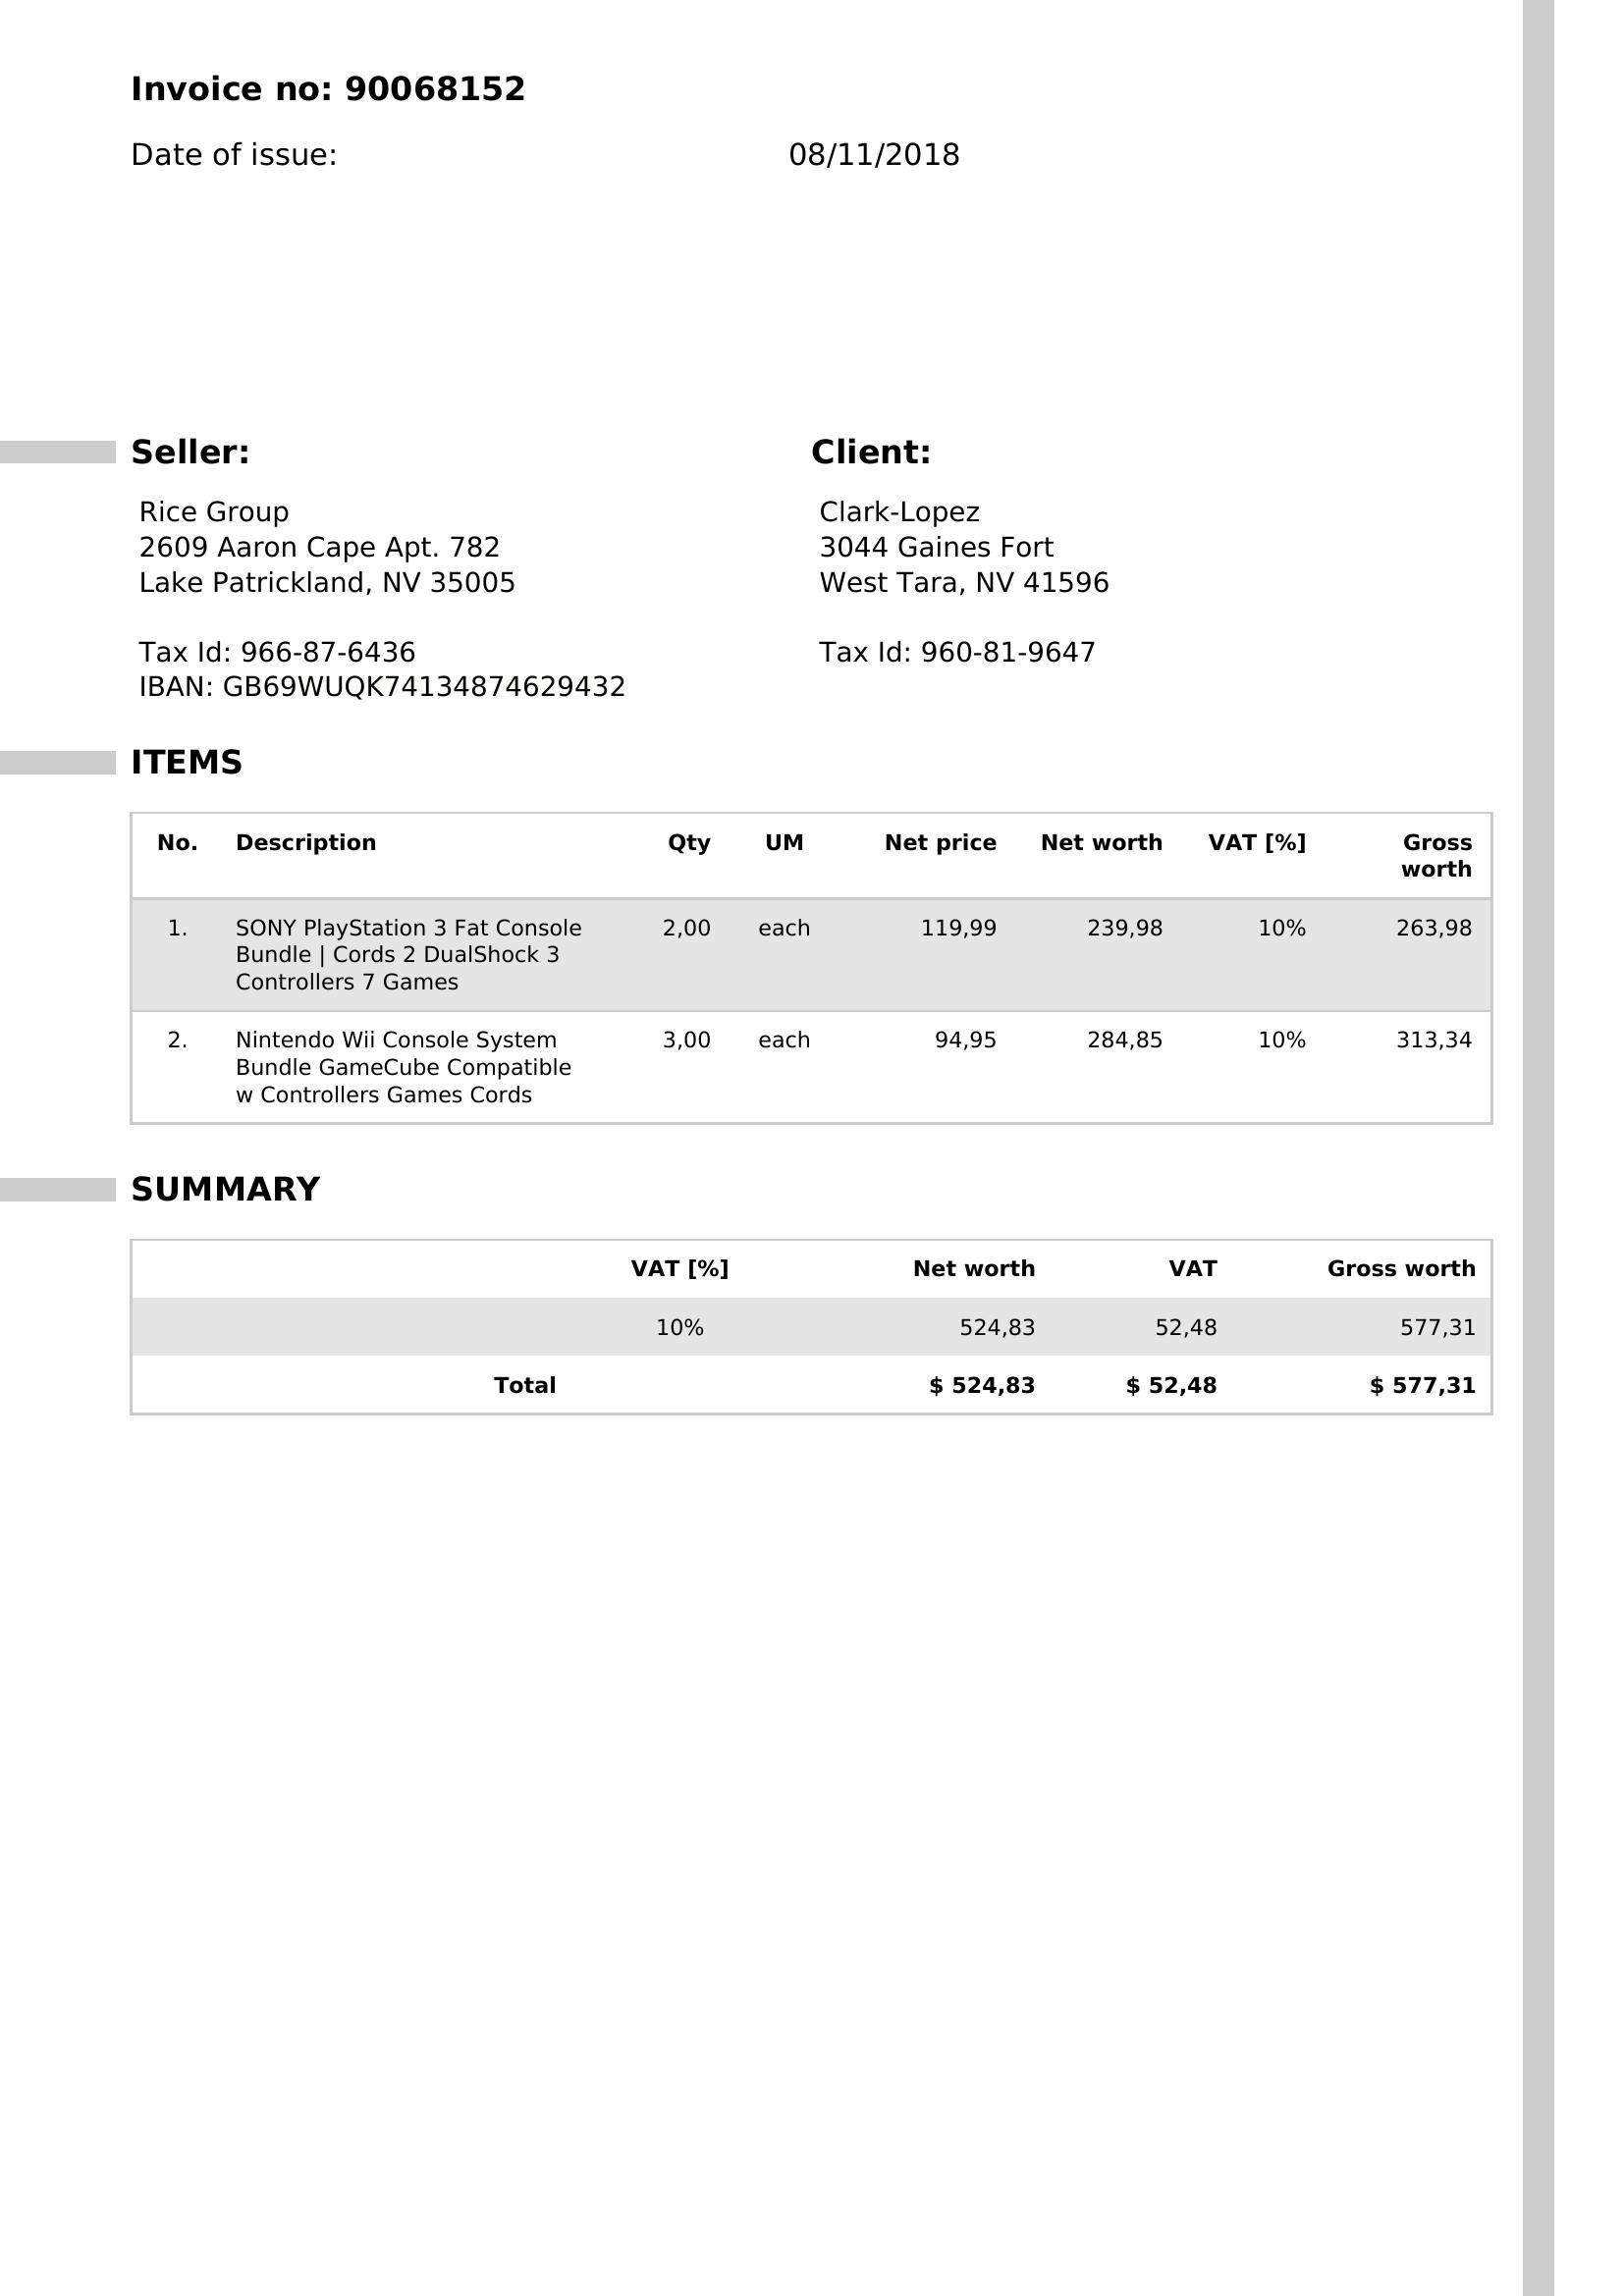 Invoice no: 90068152
Date of issue: 08/11/2018
Seller:
Rice Group
2609 Aaron Cape Apt. 782
Lake Patrickland, NV 35005
Tax Id: 966-87-6436
IBAN: GB69WUQK74134874629432
Client:
Clark-Lopez
3044 Gaines Fort
West Tara, NV 41596
Tax Id: 960-81-9647
ITEMS
No. Description Qty UM Net price Net worth VAT [%] Gross
worth
1. SONY PlayStation 3 Fat Console 2,00 each 119,99 239,98 10% 263,98
Bundle | Cords 2 DualShock 3
Controllers 7 Games
2. Nintendo Wii Console System 3,00 each 94,95 284,85 10% 313,34
Bundle GameCube Compatible
w Controllers Games Cords
SUMMARY
VAT [%] Net worth VAT Gross worth
10% 524,83 52,48 577,31
Total $ 524,83 $ 52,48 $ 577,31